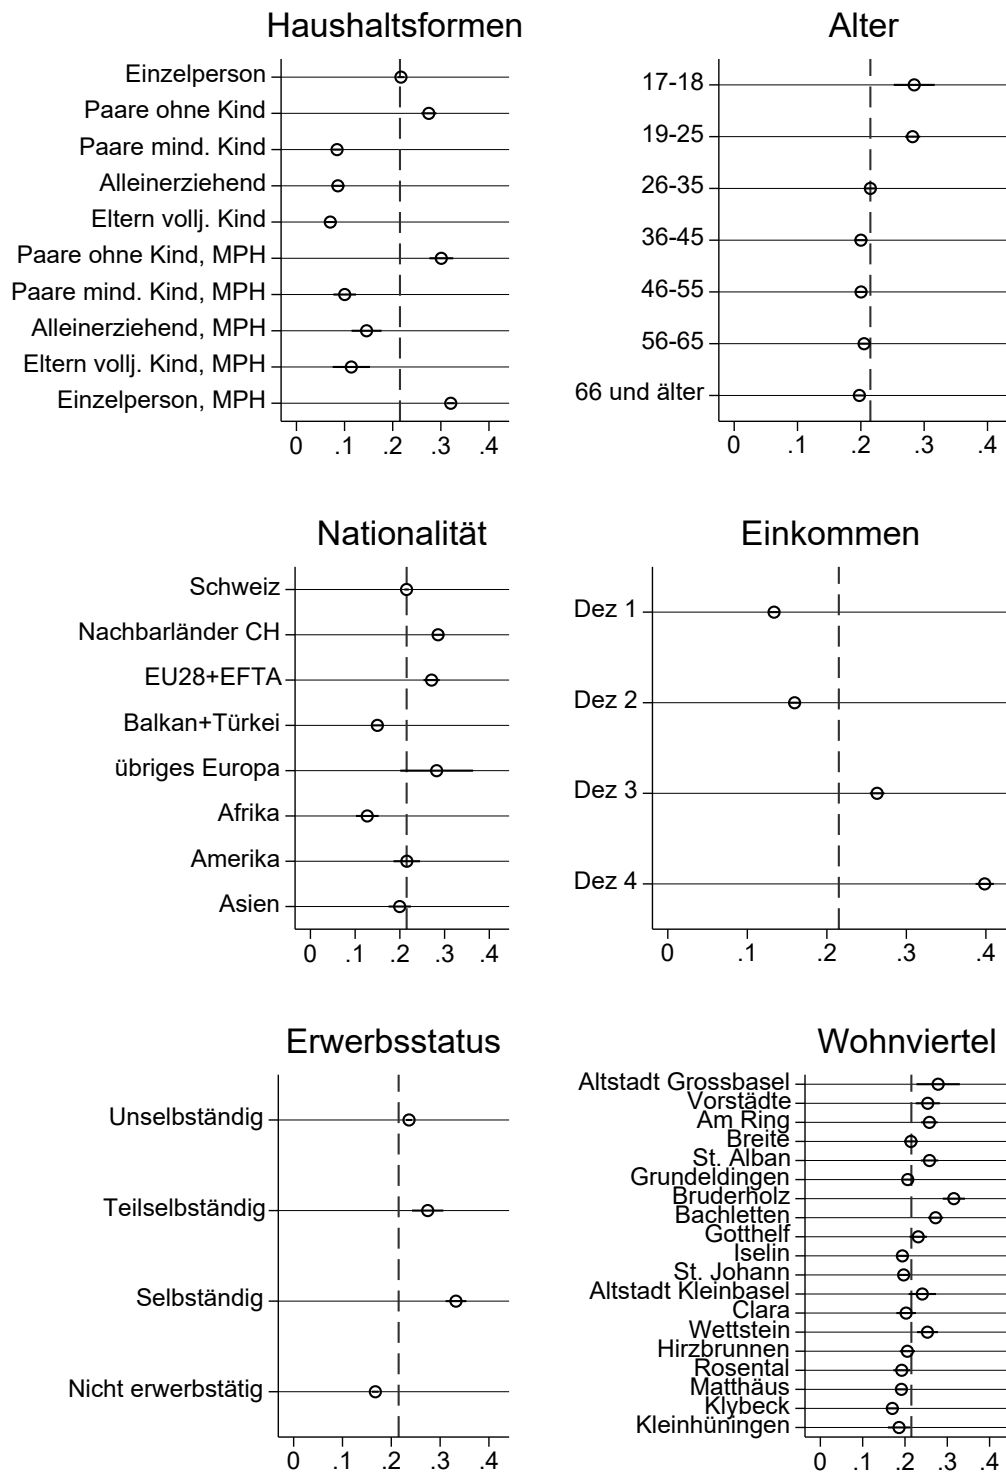 Haushaltsformen
Einzelperson
Paare ohne Kind
Paare mind. Kind
Alleinerziehend
Eltern vollj. Kind
Paare ohne Kind, MPH
Paare mind. Kind, MPH
Alleinerziehend, MPH
Eltern vollj. Kind, MPH
Einzelperson, MPH
0 .1 .2 .3 .4
Alter
17-18
19-25
26-35
36-45
46-55
56-65
66 und älter
0 .1 .2 .3 .4
Nationalität
Schweiz
Nachbarländer CH
EU28+EFTA
Balkan+Türkei
übriges Europa
Afrika
Amerika
Asien
0 .1 .2 .3 .4
Einkommen
Dez 1
Dez 2
Dez 3
Dez 4
0 .1 .2 .3 .4
Erwerbsstatus
Unselbständig
Teilselbständig
Selbständig
Nicht erwerbstätig
0 .1 .2 .3 .4
Wohnviertel
Altstadt Grossbasel
Vorstädte
Am Ring
Breite
St. Alban
Grundeldingen
Bruderholz
Bachletten
Gotthelf
Iselin
St. Johann
Altstadt Kleinbasel
Clara
Wettstein
Hirzbrunnen
Rosental
Matthäus
Klybeck
Kleinhüningen
0 .1 .2 .3 .4